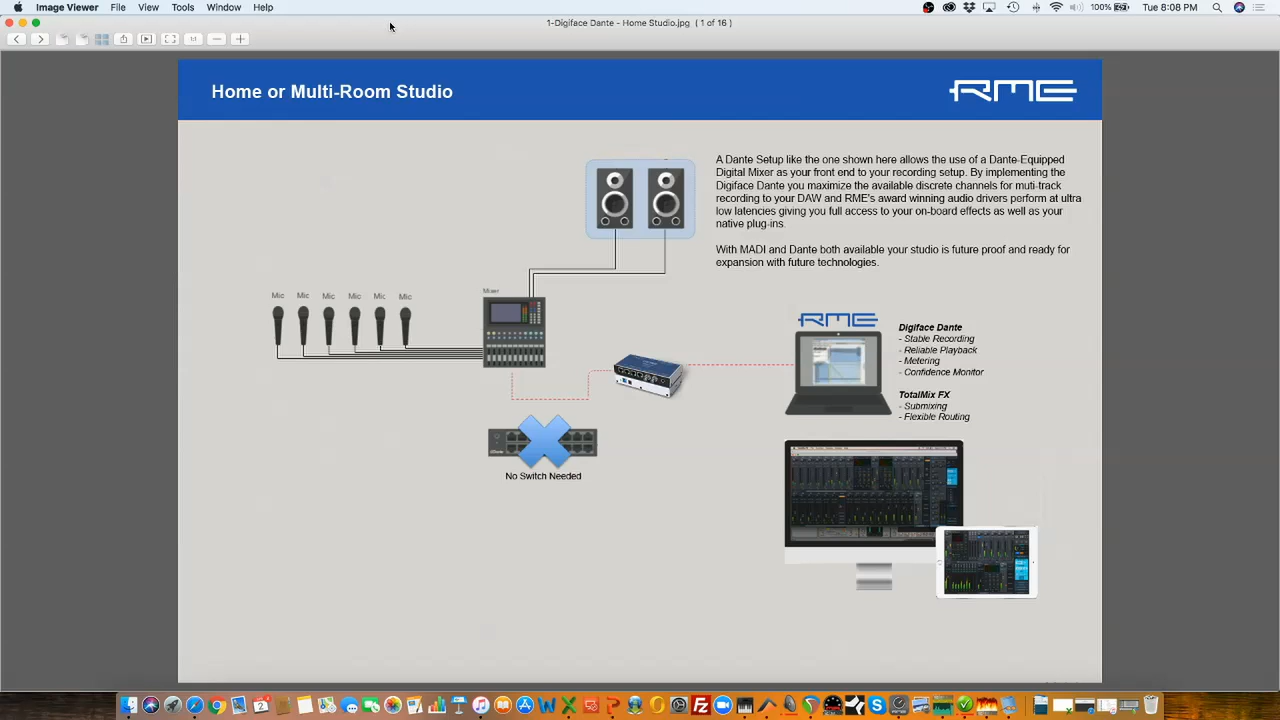 Image Viewer File View Tools Window Help
100% Tue 8:08 PM
1-Digiface Dante - Home Studio.jpg ( 1 of 16 )
Home or Multi-Room Studio
RME
A Dante Setup like the one shown here allows the use of a Dante-Equipped
Digital Mixer as your front end to your recording setup. By implementing the
Digiface Dante you maximize the available discrete channels for muti-track
recording to your DAW and RME's award winning audio drivers perform at ultra
low latencies giving you full access to your on-board effects as well as your
native plug-ins.
With MADI and Dante both available your studio is future proof and ready for
expansion with future technologies.
Mic Mic Mic Mic Mic Mic
Mixer
RME
Digiface Dante
- Stable Recording
- Reliable Playback
- Metering
- Confidence Monitor
TotalMix FX
- Submixing
- Flexible Routing
No Switch Needed